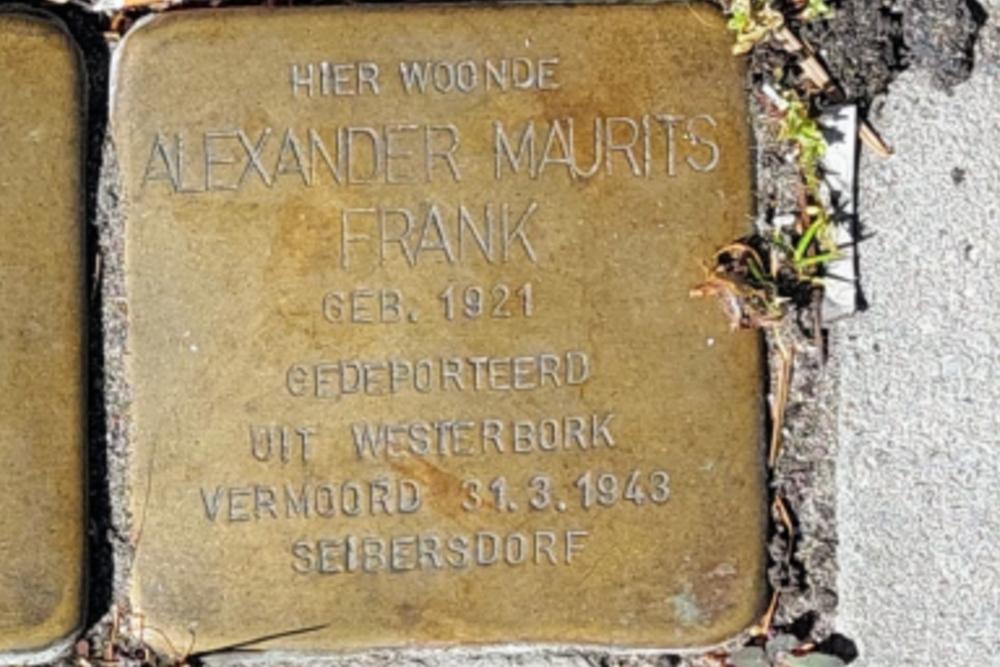 HIER WOONDE
ALEXANDER MAURITS
FRANK
GEB. 1921
GEDEPORTEERD
UIT WESTERBORK
VERMOORD 31.3.1943
SEIBERSDORF